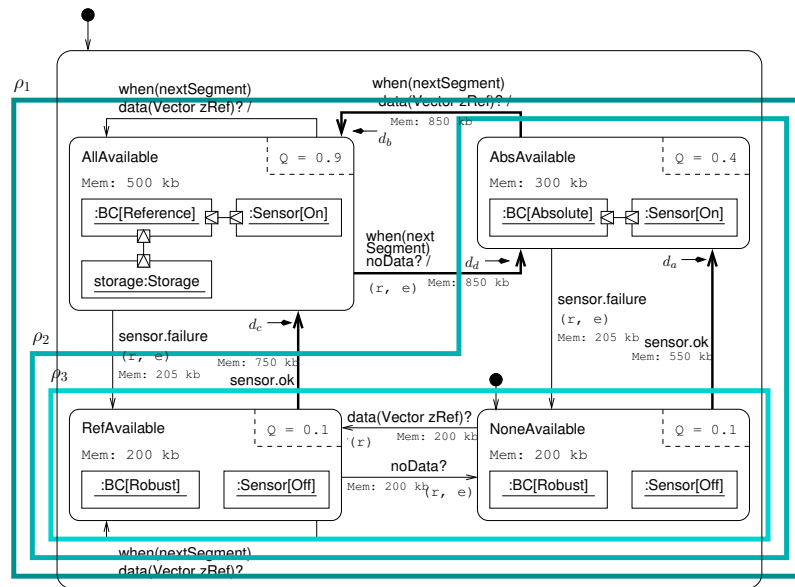 when(nextSegment)
data(Vector zRef)? /
when(nextSegment)
data(Vector zRef)? /
Mem: 850 kb
ρ1
d_b
AllAvailable
Q = 0.9
Mem: 500 kb
:BC[Reference]
:Sensor[On]
storage:Storage
AbsAvailable
Q = 0.4
Mem: 300 kb
:BC[Absolute]
:Sensor[On]
when(next
Segment)
noData? /
(r, e)
Mem: 850 kb
d_d
d_a
d_c
sensor.failure
(r, e)
Mem: 205 kb
Mem: 750 kb
sensor.ok
sensor.failure
(r, e)
Mem: 205 kb
sensor.ok
Mem: 550 kb
ρ2
ρ3
RefAvailable
Q = 0.1
Mem: 200 kb
:BC[Robust]
:Sensor[Off]
data(Vector zRef)?
(r)
Mem: 200 kb
noData?
Mem: 200 kb
(r, e)
NoneAvailable
Q = 0.1
Mem: 200 kb
:BC[Robust]
:Sensor[Off]
when(nextSegment)
data(Vector zRef)?